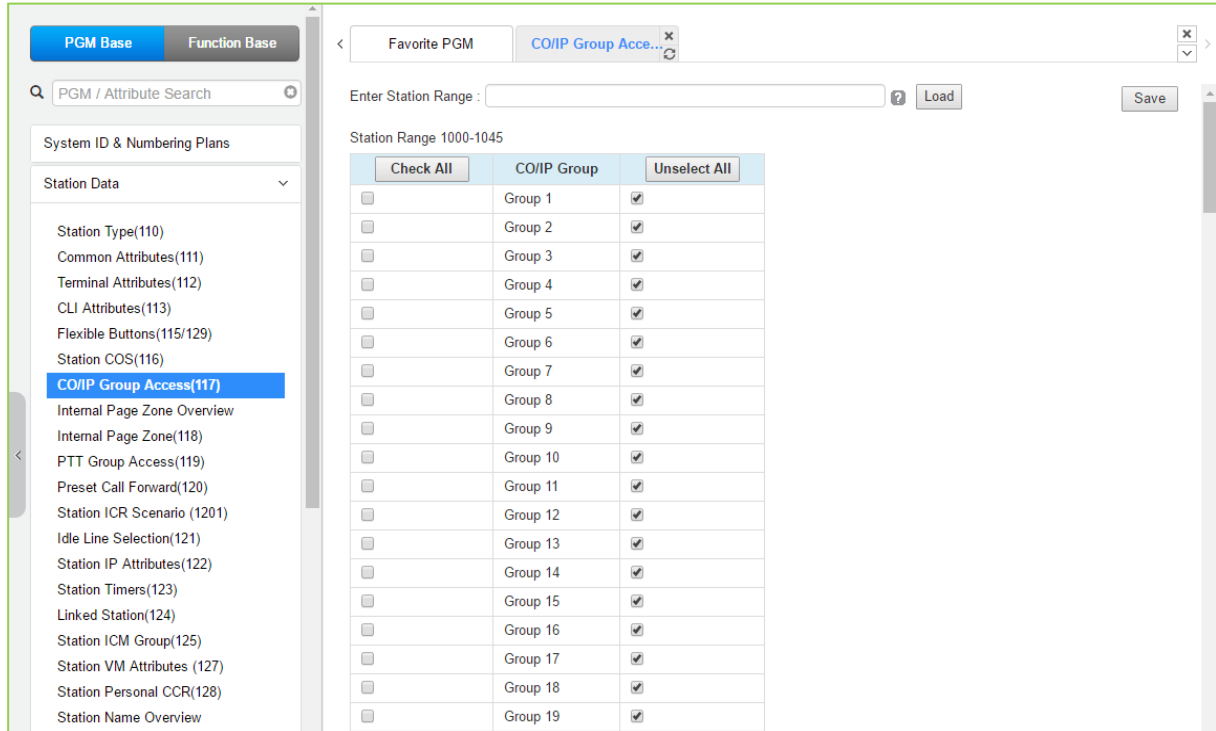 PGM Base Function Base
PGM / Attribute Search
System ID & Numbering Plans
Station Data
Station Type(110)
Common Attributes(111)
Terminal Attributes(112)
CLI Attributes(113)
Flexible Buttons(115/129)
Station COS(116)
CO/IP Group Access(117)
Internal Page Zone Overview
Internal Page Zone(118)
PTT Group Access(119)
Preset Call Forward(120)
Station ICR Scenario (1201)
Idle Line Selection(121)
Station IP Attributes(122)
Station Timers(123)
Linked Station(124)
Station ICM Group(125)
Station VM Attributes (127)
Station Personal CCR(128)
Station Name Overview
Favorite PGM CO/IP Group Acce...
Enter Station Range : ? Load Save
Station Range 1000-1045
Check All CO/IP Group Unselect All
Group 1
Group 2
Group 3
Group 4
Group 5
Group 6
Group 7
Group 8
Group 9
Group 10
Group 11
Group 12
Group 13
Group 14
Group 15
Group 16
Group 17
Group 18
Group 19